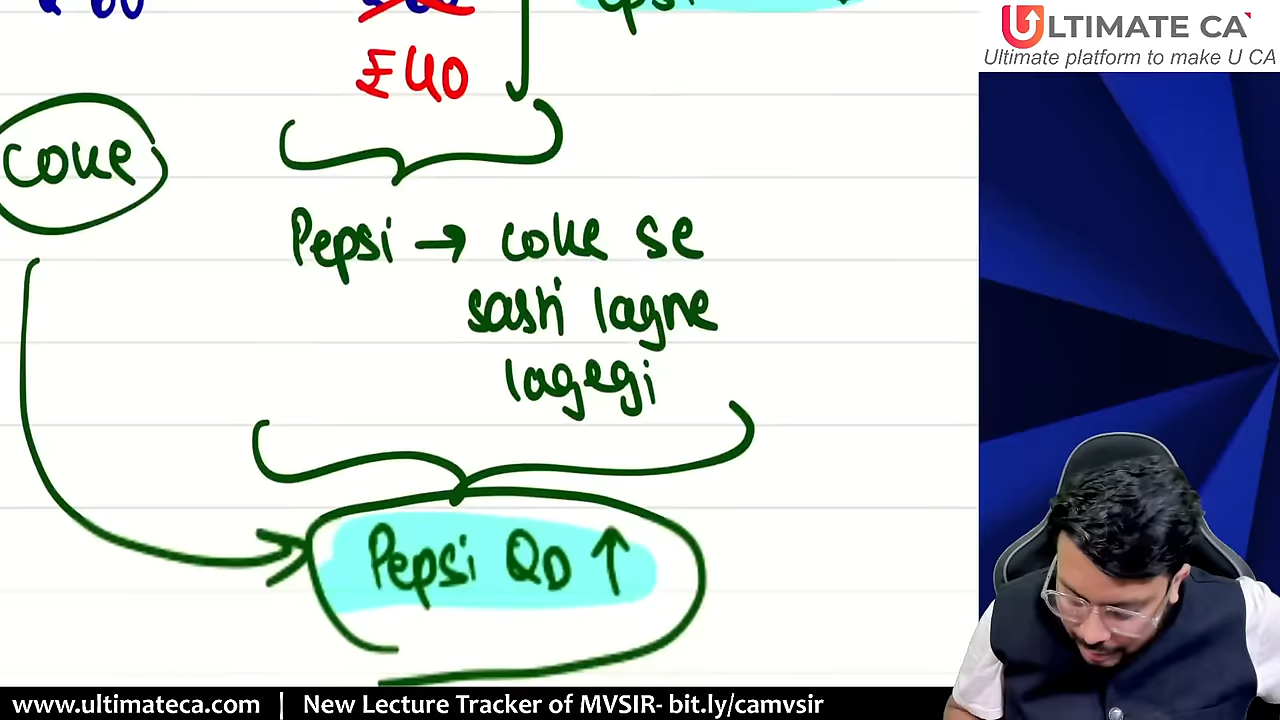 ₹40
ULTIMATE CA
Ultimate platform to make U CA
coke
Pepsi → coke se
sasti lagne
lagegi
Pepsi QD ↑
www.ultimateca.com | New Lecture Tracker of MVSIR- bit.ly/camvsir